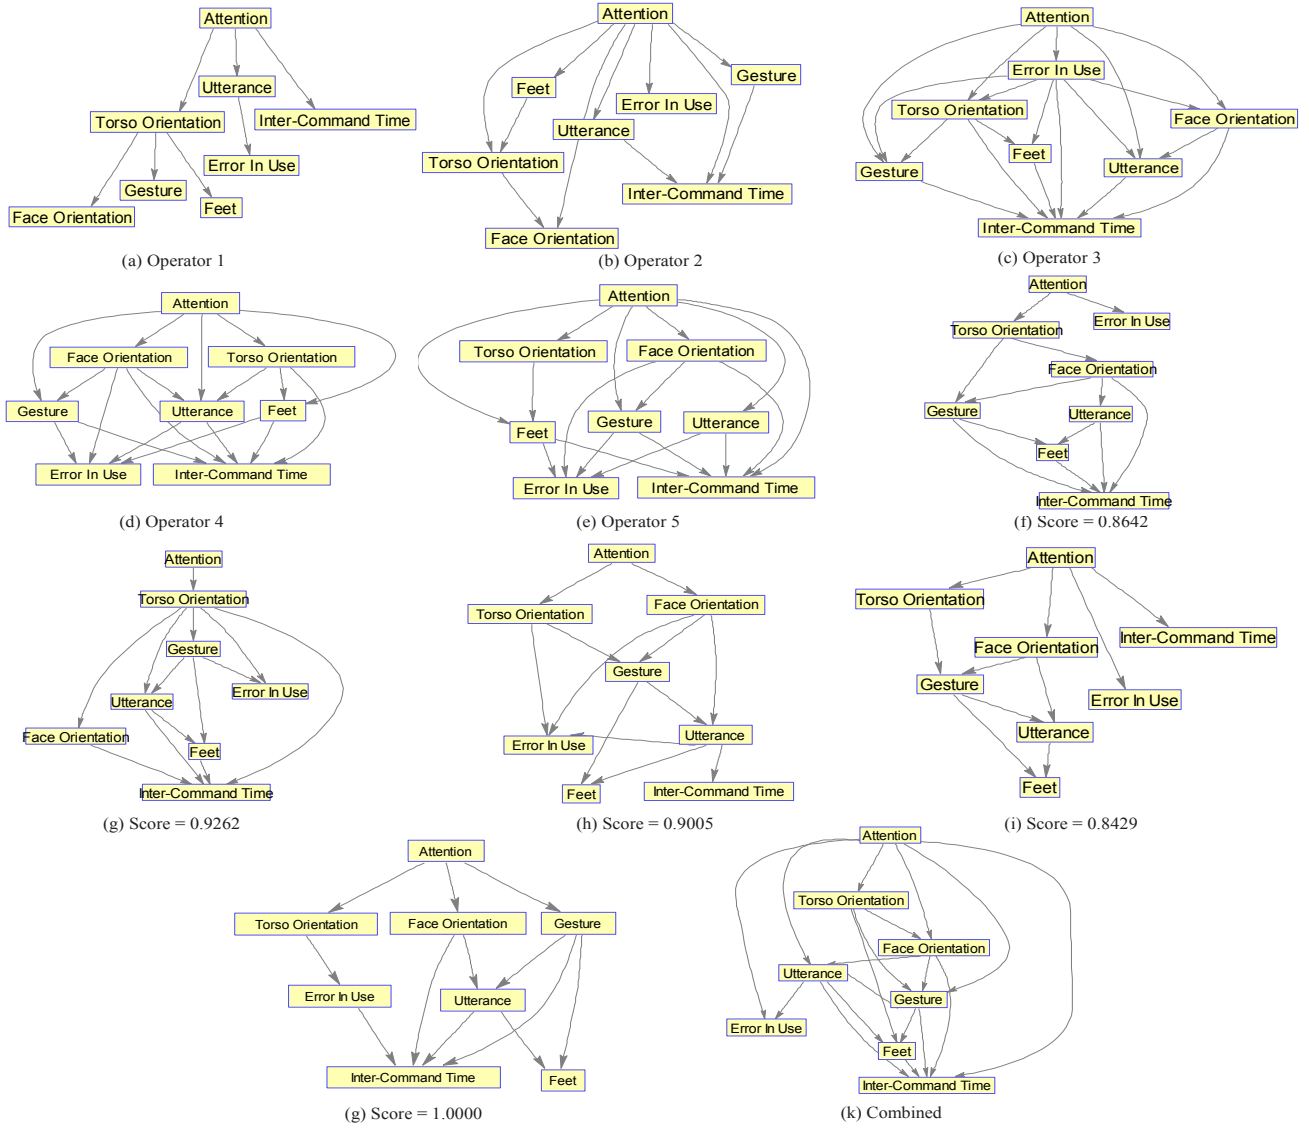 Attention
Utterance
Torso Orientation
Inter-Command Time
Error In Use
Gesture
Face Orientation
Feet
(a) Operator 1
Attention
Gesture
Feet
Error In Use
Utterance
Torso Orientation
Inter-Command Time
Face Orientation
(b) Operator 2
Attention
Error In Use
Torso Orientation
Face Orientation
Feet
Utterance
Gesture
Inter-Command Time
(c) Operator 3
Attention
Face Orientation
Torso Orientation
Gesture
Utterance
Feet
Error In Use
Inter-Command Time
(d) Operator 4
Attention
Torso Orientation
Face Orientation
Gesture
Utterance
Feet
Error In Use
Inter-Command Time
(e) Operator 5
Attention
Error In Use
Torso Orientation
Face Orientation
Gesture
Utterance
Feet
Inter-Command Time
(f) Score = 0.8642
Attention
Torso Orientation
Gesture
Error In Use
Utterance
Face Orientation
Feet
Inter-Command Time
(g) Score = 0.9262
Attention
Face Orientation
Torso Orientation
Gesture
Utterance
Error In Use
Feet
Inter-Command Time
(h) Score = 0.9005
Attention
Torso Orientation
Inter-Command Time
Face Orientation
Gesture
Error In Use
Utterance
Feet
(i) Score = 0.8429
Attention
Torso Orientation
Face Orientation
Gesture
Error In Use
Utterance
Inter-Command Time
Feet
(g) Score = 1.0000
Attention
Torso Orientation
Face Orientation
Utterance
Gesture
Error In Use
Feet
Inter-Command Time
(k) Combined